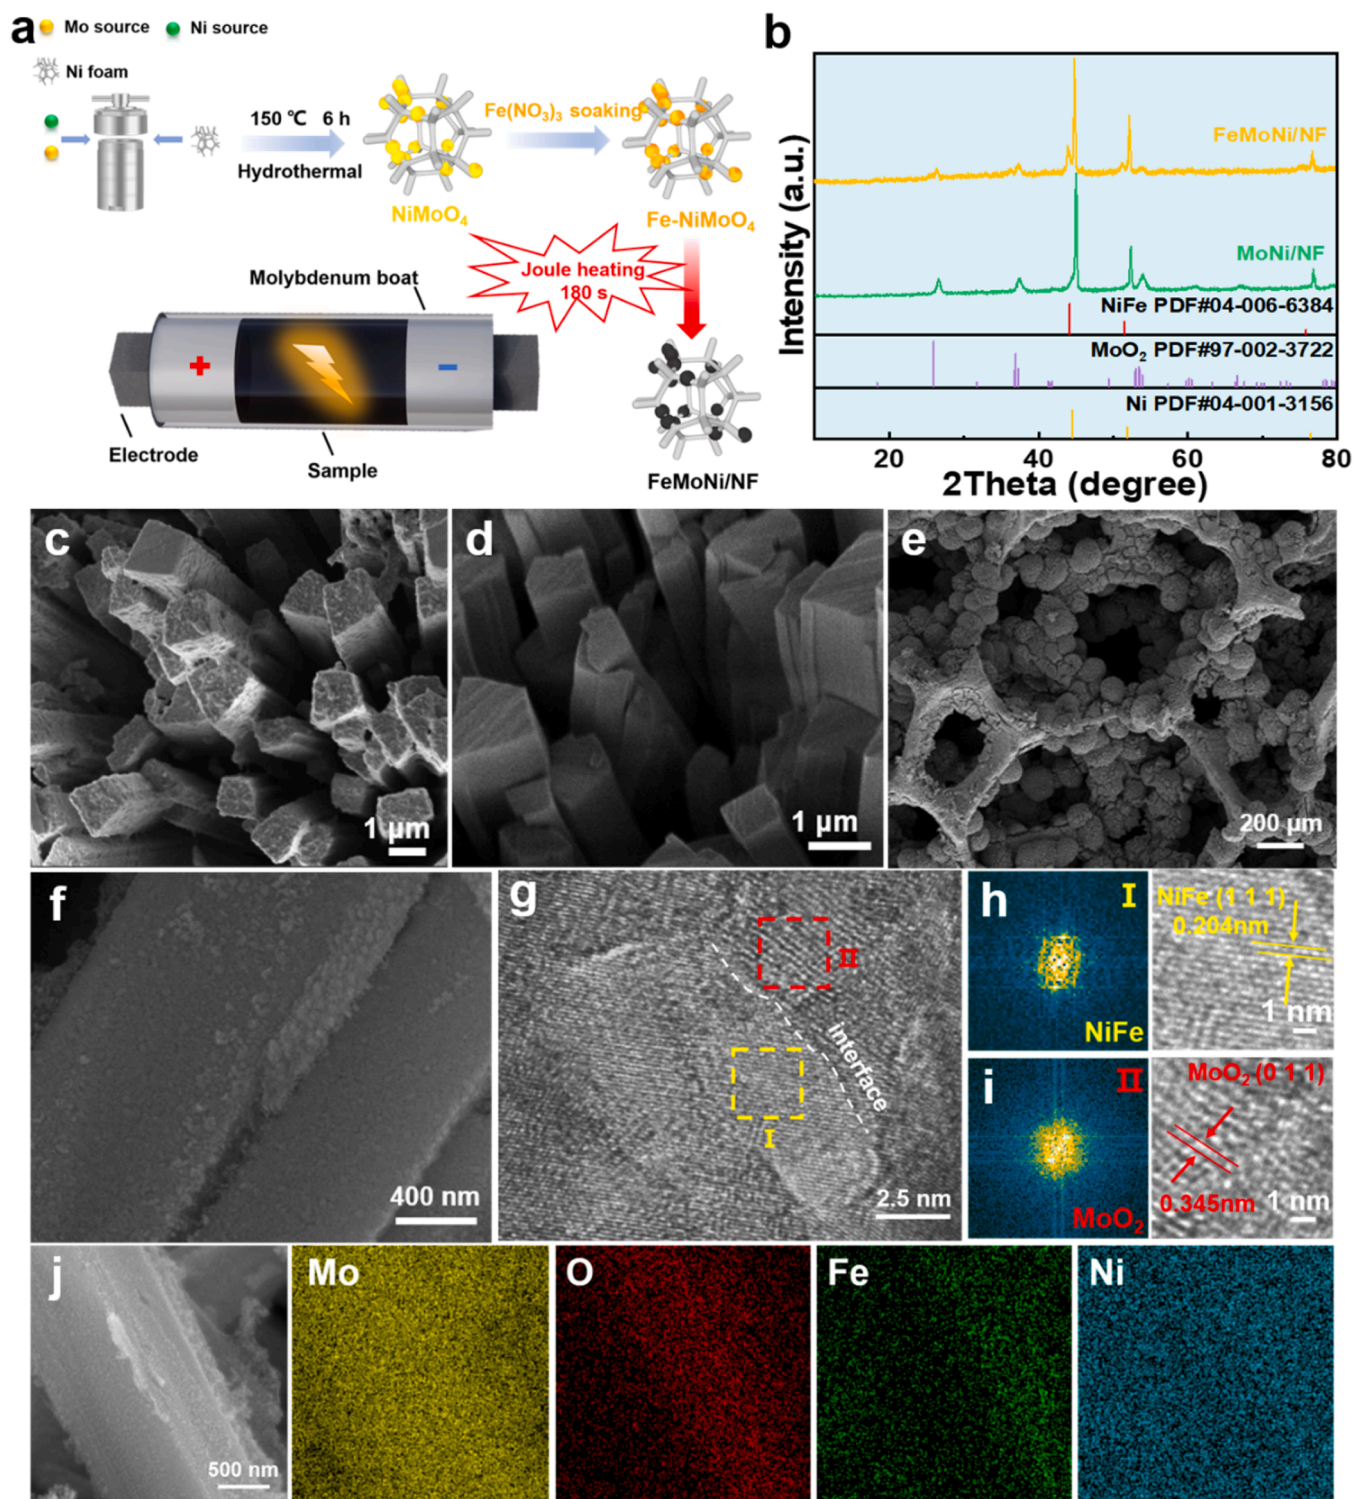 a
Mo source
Ni source
Ni foam
150 ℃ 6 h
Hydrothermal
NiMoO₄
Fe(NO₃)₃ soaking
Fe-NiMoO₄
Joule heating
180 s
Molybdenum boat
+
-
Electrode
Sample
FeMoNi/NF
b
Intensity (a.u.)
FeMoNi/NF
MoNi/NF
NiFe PDF#04-006-6384
MoO₂ PDF#97-002-3722
Ni PDF#04-001-3156
20 40 60 80
2Theta (degree)
c
1 μm
d
1 μm
e
200 μm
f
400 nm
g
II
Interface
I
2.5 nm
h
I
NiFe
NiFe (1 1 1)
0.204nm
1 nm
i
II
MoO₂
MoO₂ (0 1 1)
0.345nm
1 nm
j
500 nm
Mo
O
Fe
Ni